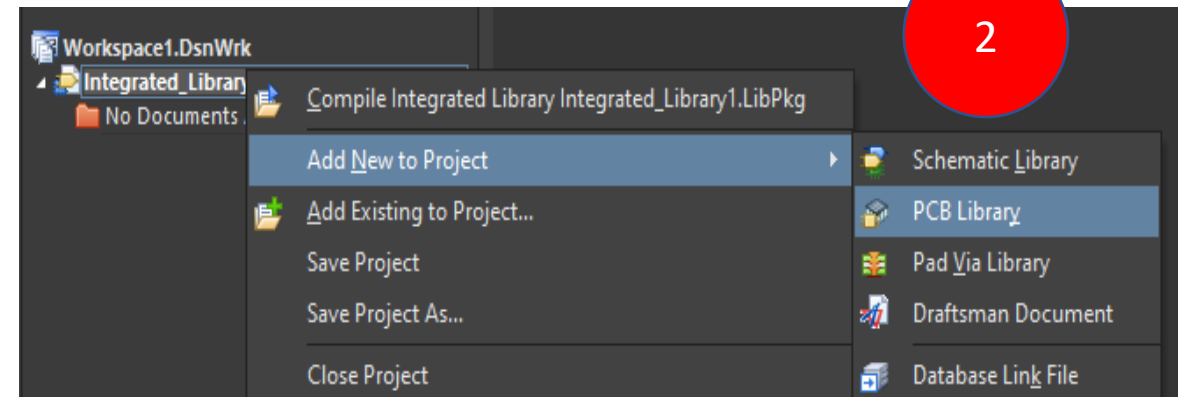 2
Workspace1.DsnWrk
Integrated_Library
No Documents
Compile Integrated Library Integrated_Library1.LibPkg
Add New to Project
Add Existing to Project...
Save Project
Save Project As...
Close Project
Schematic Library
PCB Library
Pad Via Library
Draftsman Document
Database Link File